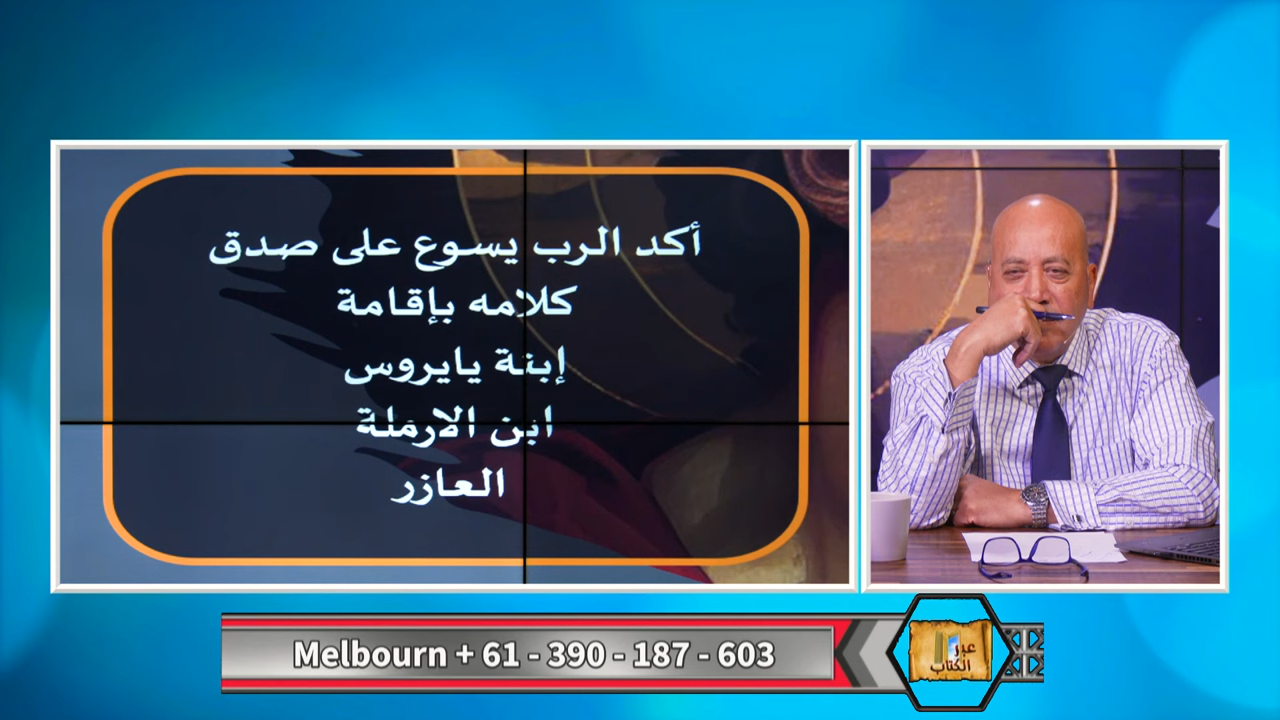 أكد الرب يسوع على صدق
كلامه بإقامة
إبنة يايروس
ابن الارملة
العازر
Melbourn + 61 - 390 - 187 - 603
عبر
الكتاب